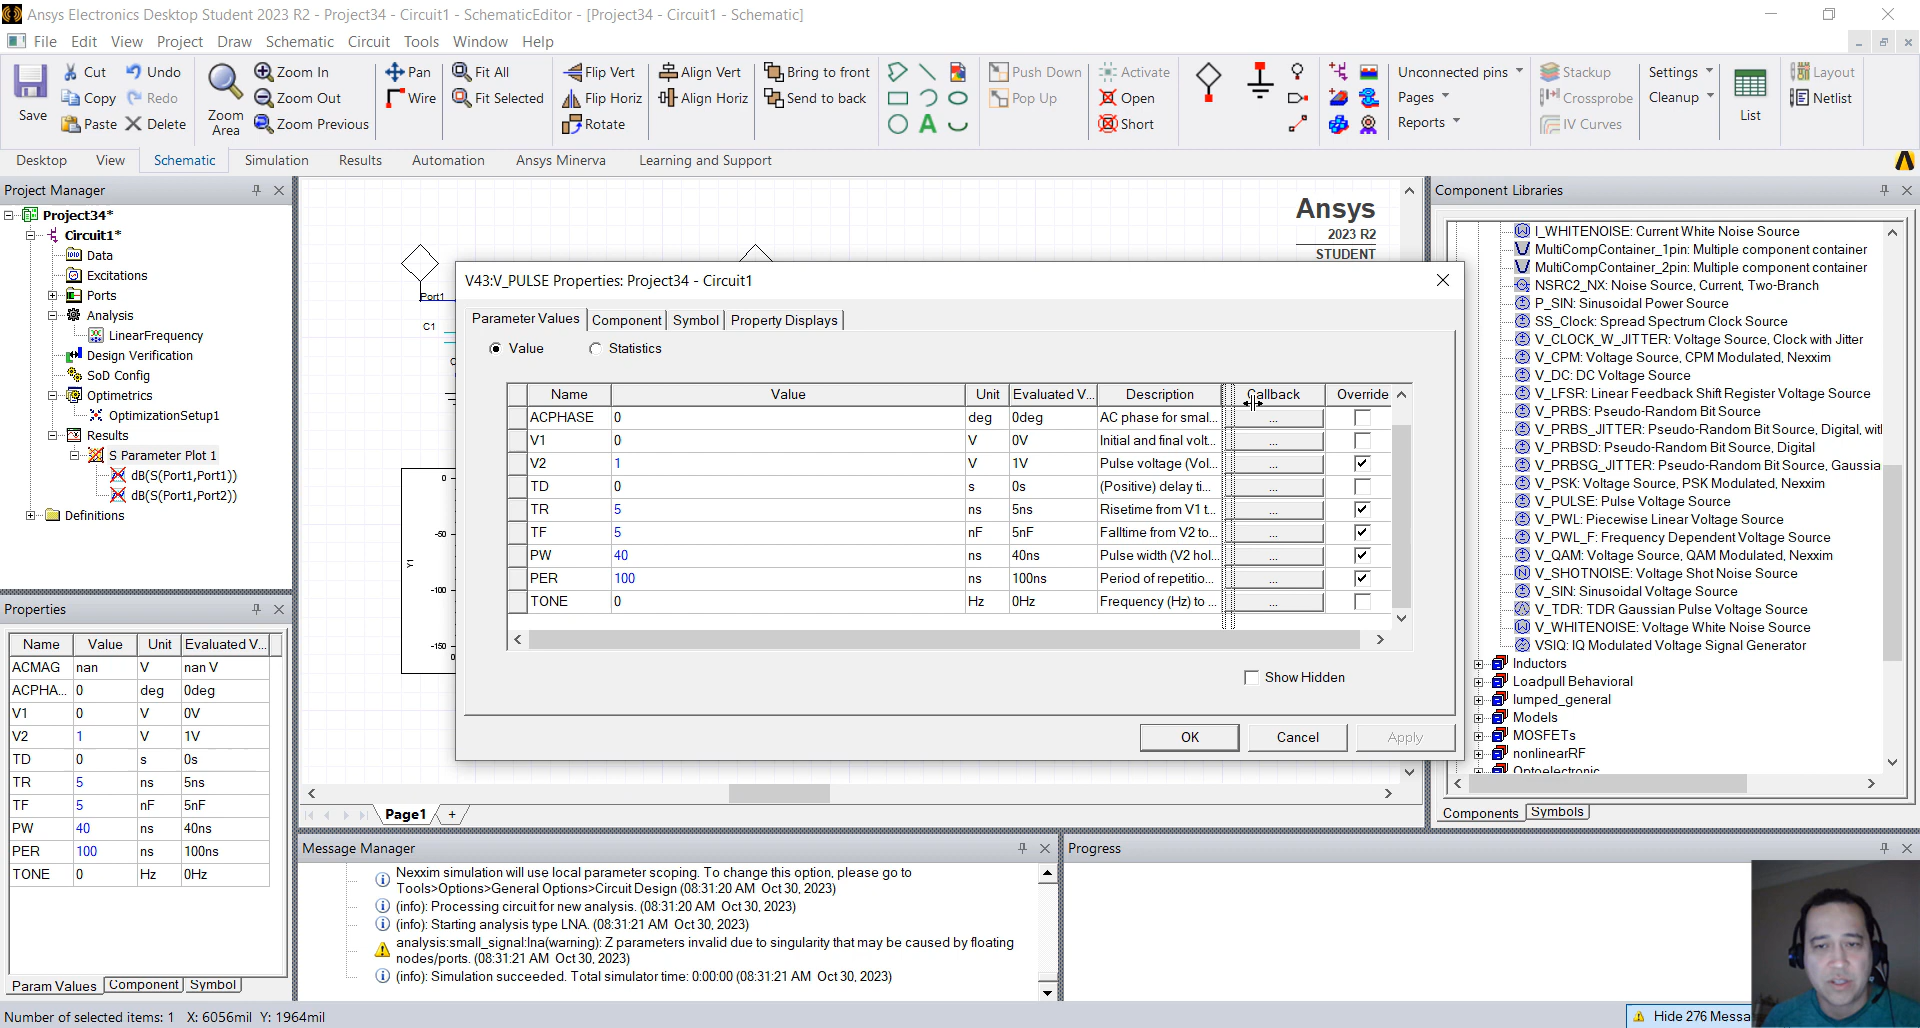 Ansys Electronics Desktop Student 2023 R2 - Project34 - Circuit1 - SchematicEditor - [Project34 - Circuit1 - Schematic]
File Edit View Project Draw Schematic Circuit Tools Window Help
Save
Cut
Copy
Paste
Undo
Redo
Delete
Zoom Area
Zoom In
Zoom Out
Zoom Previous
Pan
Wire
Fit All
Fit Selected
Flip Vert
Flip Horiz
Rotate
Align Vert
Align Horiz
Bring to front
Send to back
Push Down
Pop Up
Activate
Open
Short
Unconnected pins
Pages
Reports
Stackup
Crossprobe
IV Curves
Settings
Cleanup
List
Layout
Netlist
Desktop View Schematic Simulation Results Automation Ansys Minerva Learning and Support
Project Manager
Project34*
Circuit1*
Data
Excitations
Ports
Analysis
LinearFrequency
Design Verification
SoD Config
Optimetrics
OptimizationSetup1
Results
S Parameter Plot 1
dB(S(Port1,Port1))
dB(S(Port1,Port2))
Definitions
Properties
Name Value Unit Evaluated V...
ACMAG nan V nan V
ACPHA... 0 deg 0deg
V1 0 V 0V
V2 1 V 1V
TD 0 s 0s
TR 5 ns 5ns
TF 5 nF 5nF
PW 40 ns 40ns
PER 100 ns 100ns
TONE 0 Hz 0Hz
Param Values Component Symbol
Ansys
2023 R2
STUDENT
Port1
C1
Y1
0
-50
-100
-150
V43:V_PULSE Properties: Project34 - Circuit1
Parameter Values Component Symbol Property Displays
Value Statistics
Name Value Unit Evaluated V... Description Callback Override
ACPHASE 0 deg 0deg AC phase for smal... ...
V1 0 V 0V Initial and final volt... ...
V2 1 V 1V Pulse voltage (Vol... ...
TD 0 s 0s (Positive) delay ti... ...
TR 5 ns 5ns Risetime from V1 t... ...
TF 5 nF 5nF Falltime from V2 to... ...
PW 40 ns 40ns Pulse width (V2 hol... ...
PER 100 ns 100ns Period of repetitio... ...
TONE 0 Hz 0Hz Frequency (Hz) to ... ...
Show Hidden
OK Cancel Apply
Page1 +
Component Libraries
I_WHITENOISE: Current White Noise Source
MultiCompContainer_1pin: Multiple component container
MultiCompContainer_2pin: Multiple component container
NSRC2_NX: Noise Source, Current, Two-Branch
P_SIN: Sinusoidal Power Source
SS_Clock: Spread Spectrum Clock Source
V_CLOCK_W_JITTER: Voltage Source, Clock with Jitter
V_CPM: Voltage Source, CPM Modulated, Nexxim
V_DC: DC Voltage Source
V_LFSR: Linear Feedback Shift Register Voltage Source
V_PRBS: Pseudo-Random Bit Source
V_PRBS_JITTER: Pseudo-Random Bit Source, Digital, wit
V_PRBSD: Pseudo-Random Bit Source, Digital
V_PRBSG_JITTER: Pseudo-Random Bit Source, Gaussia
V_PSK: Voltage Source, PSK Modulated, Nexxim
V_PULSE: Pulse Voltage Source
V_PWL: Piecewise Linear Voltage Source
V_PWL_F: Frequency Dependent Voltage Source
V_QAM: Voltage Source, QAM Modulated, Nexxim
V_SHOTNOISE: Voltage Shot Noise Source
V_SIN: Sinusoidal Voltage Source
V_TDR: TDR Gaussian Pulse Voltage Source
V_WHITENOISE: Voltage White Noise Source
VSIQ: IQ Modulated Voltage Signal Generator
Inductors
Loadpull Behavioral
lumped_general
Models
MOSFETs
nonlinearRF
Optoelectronic
Components Symbols
Message Manager
Nexxim simulation will use local parameter scoping. To change this option, please go to
Tools>Options>General Options>Circuit Design (08:31:20 AM Oct 30, 2023)
(info): Processing circuit for new analysis. (08:31:20 AM Oct 30, 2023)
(info): Starting analysis type LNA. (08:31:21 AM Oct 30, 2023)
analysis:small_signal:lna(warning): Z parameters invalid due to singularity that may be caused by floating
nodes/ports. (08:31:21 AM Oct 30, 2023)
(info): Simulation succeeded. Total simulator time: 0:00:00 (08:31:21 AM Oct 30, 2023)
Progress
Number of selected items: 1 X: 6056mil Y: 1964mil
Hide 276 Messa